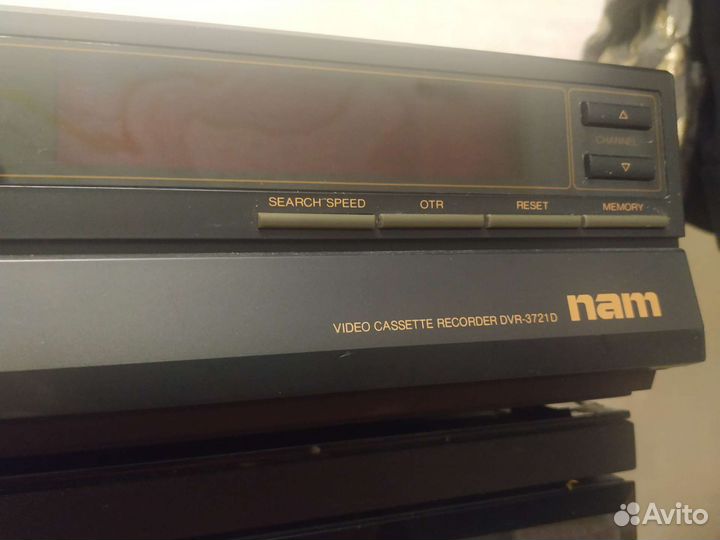 CHANNEL
SEARCH SPEED OTR RESET MEMORY
VIDEO CASSETTE RECORDER DVR-3721D nam
Avito